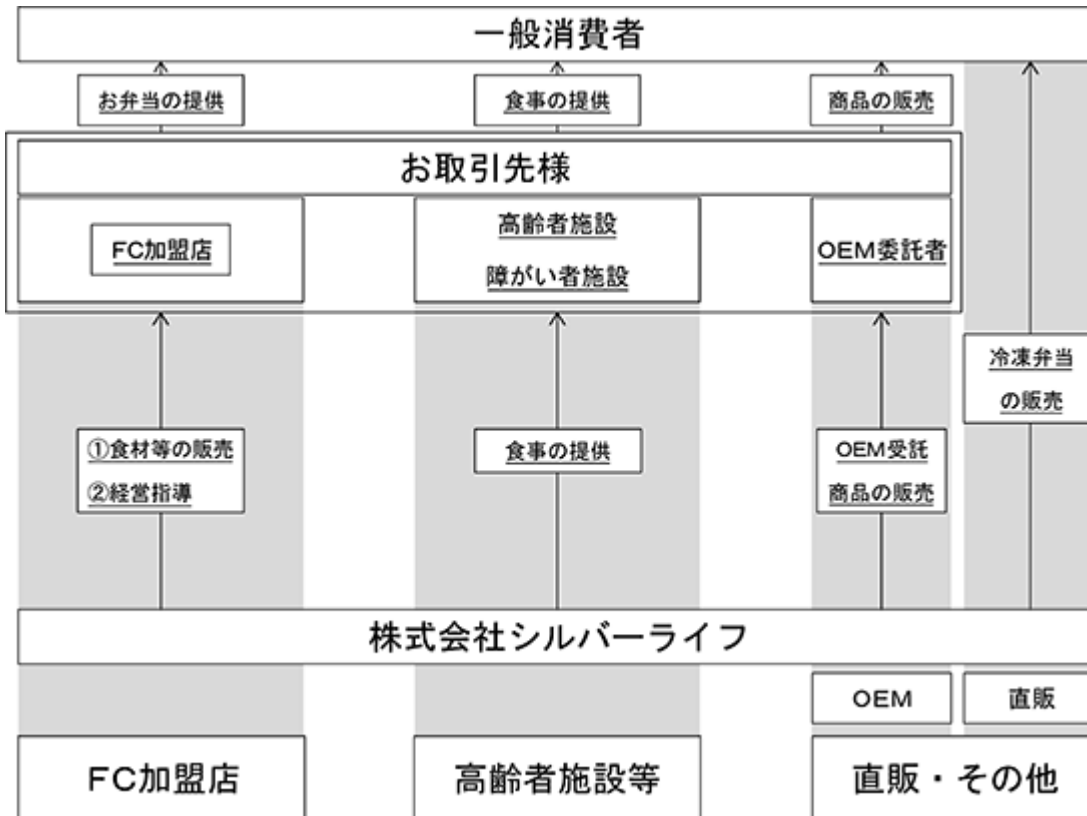 一般消費者
お弁当の提供
食事の提供
商品の販売
お取引先様
FC加盟店
高齢者施設
障がい者施設
OEM委託者
冷凍弁当
の販売
①食材等の販売
②経営指導
食事の提供
OEM受託
商品の販売
株式会社シルバーライフ
OEM
直販
FC加盟店
高齢者施設等
直販・その他